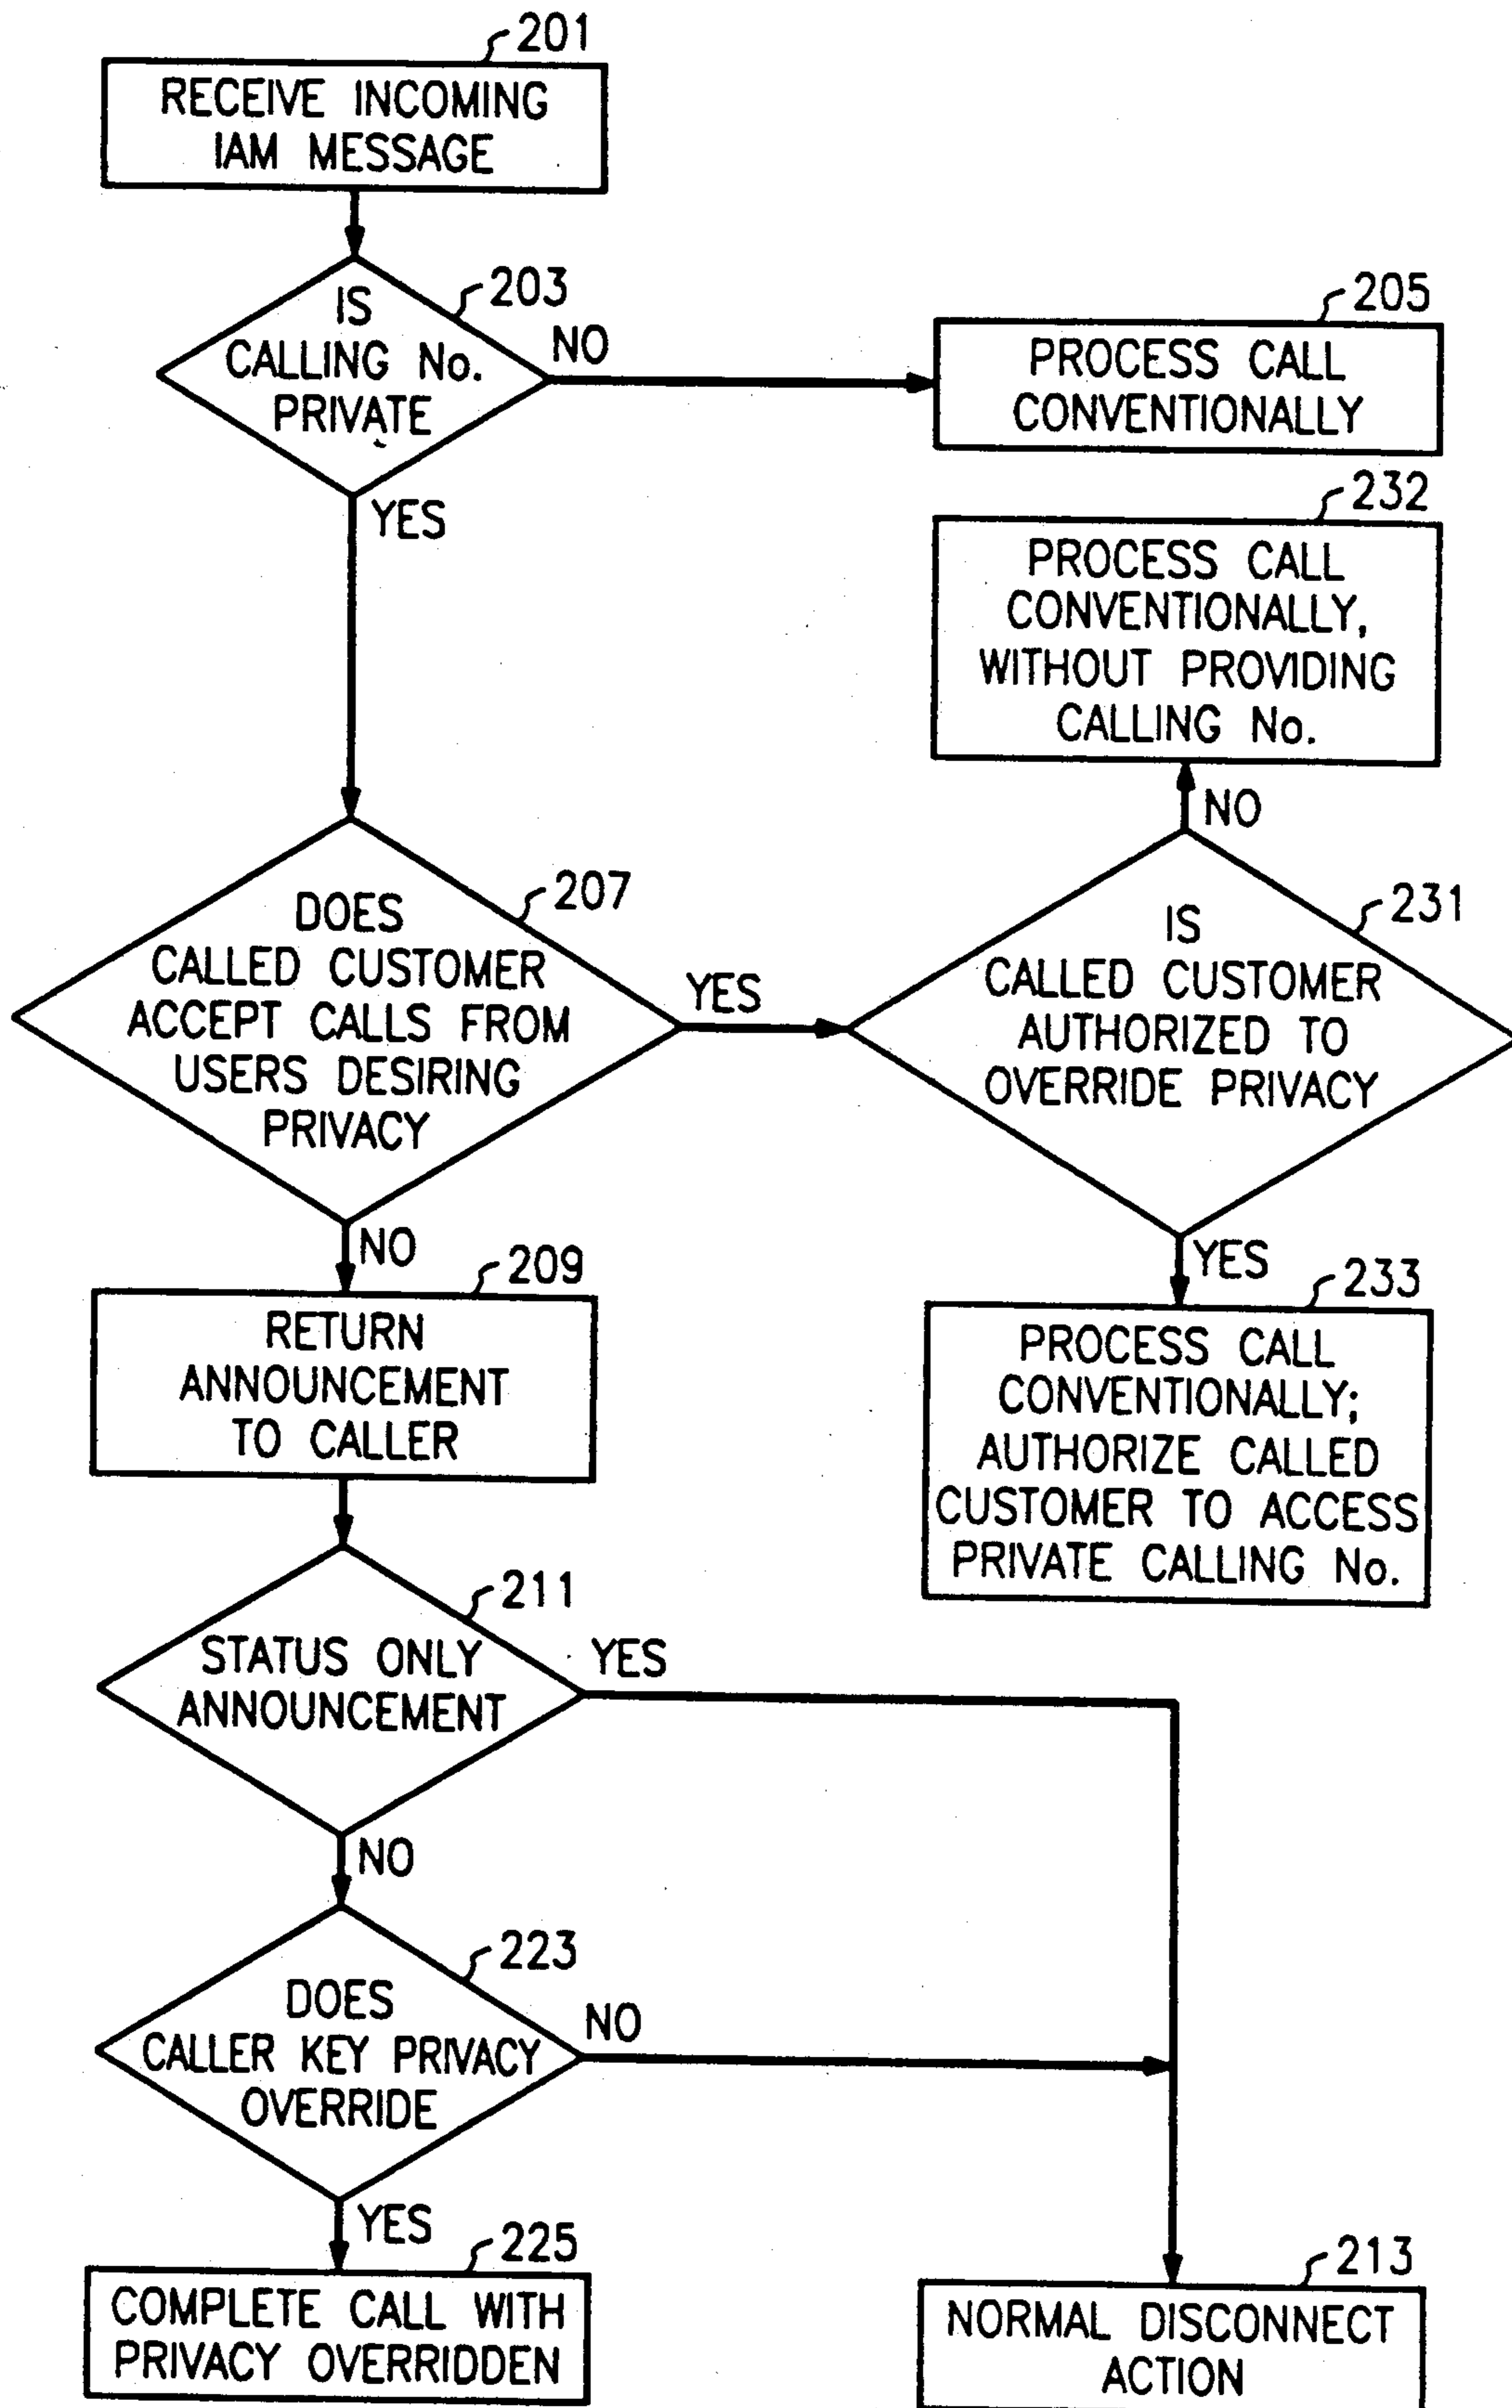 201
RECEIVE INCOMING
IAM MESSAGE
203
IS
CALLING No.
PRIVATE
NO
205
PROCESS CALL
CONVENTIONALLY
YES
232
PROCESS CALL
CONVENTIONALLY,
WITHOUT PROVIDING
CALLING No.
NO
207
DOES
CALLED CUSTOMER
ACCEPT CALLS FROM
USERS DESIRING
PRIVACY
YES
231
IS
CALLED CUSTOMER
AUTHORIZED TO
OVERRIDE PRIVACY
NO
YES
209
RETURN
ANNOUNCEMENT
TO CALLER
233
PROCESS CALL
CONVENTIONALLY;
AUTHORIZE CALLED
CUSTOMER TO ACCESS
PRIVATE CALLING No.
211
STATUS ONLY
ANNOUNCEMENT
YES
NO
223
DOES
CALLER KEY PRIVACY
OVERRIDE
NO
YES
225
COMPLETE CALL WITH
PRIVACY OVERRIDDEN
213
NORMAL DISCONNECT
ACTION